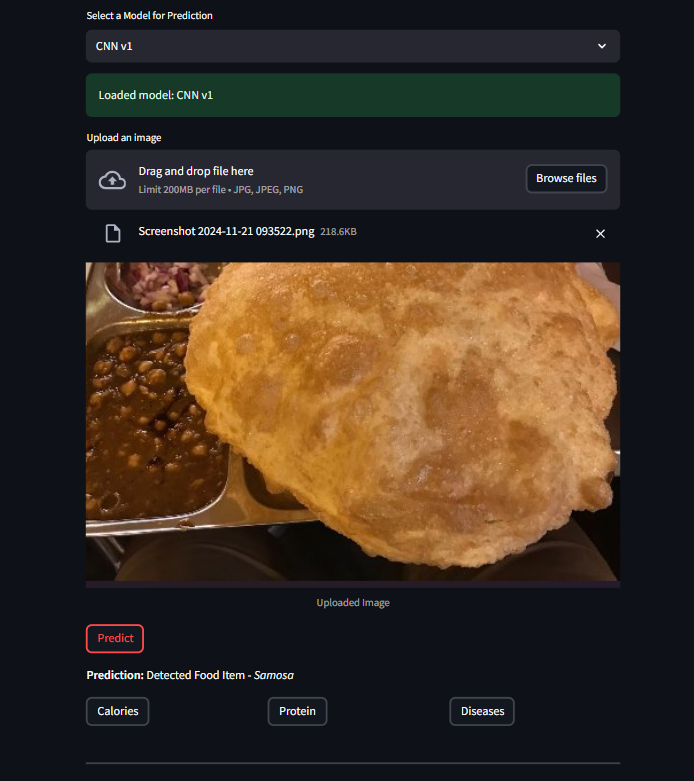 Select a Model for Prediction
CNN v1
Loaded model: CNN v1
Upload an image
Drag and drop file here
Limit 200MB per file • JPG, JPEG, PNG
Browse files
Screenshot 2024-11-21 093522.png 218.6KB
Uploaded Image
Predict
Prediction: Detected Food Item - Samosa
Calories
Protein
Diseases